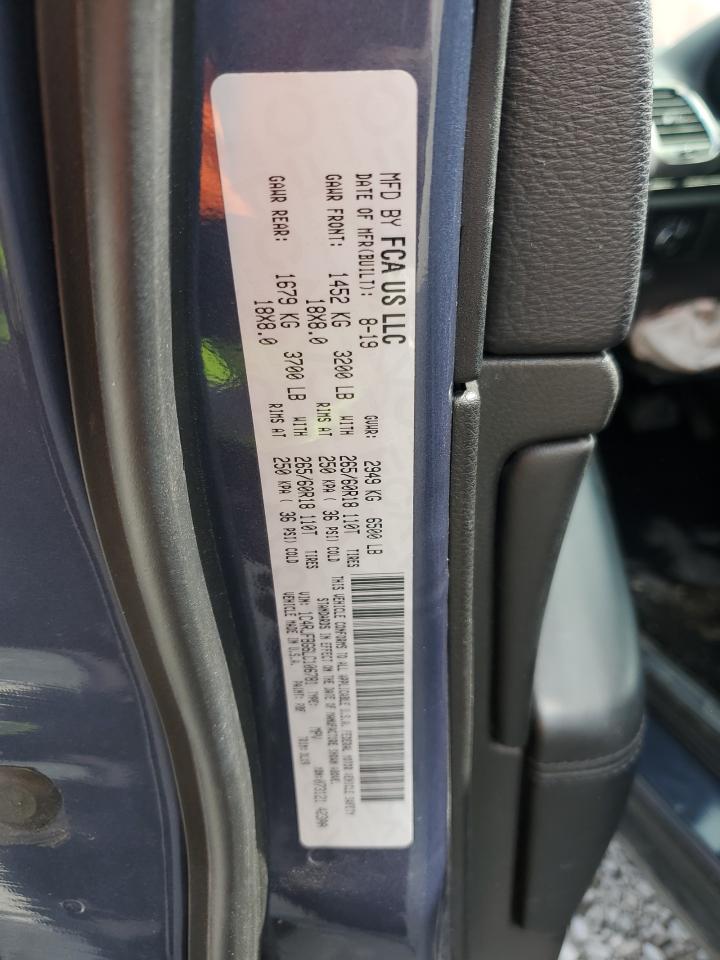 MFD BY FCA US LLC
DATE OF MFR(BUILT): 8-19 GVWR: 2949 KG 6500 LB
GAWR FRONT: 1452 KG 3200 LB WITH 265/60R18 110T TIRES
18X8.0 RIMS AT 250 KPA ( 36 PSI) COLD
GAWR REAR: 1679 KG 3700 LB WITH 265/60R18 110T TIRES
18X8.0 RIMS AT 250 KPA ( 36 PSI) COLD
THIS VEHICLE CONFORMS TO ALL APPLICABLE U.S.A. FEDERAL MOTOR VEHICLE SAFETY
STANDARDS IN EFFECT ON THE DATE OF MANUFACTURE SHOWN ABOVE.
VIN: TYPE: MPV
VEHICLE MADE IN U.S.A. PAINT: